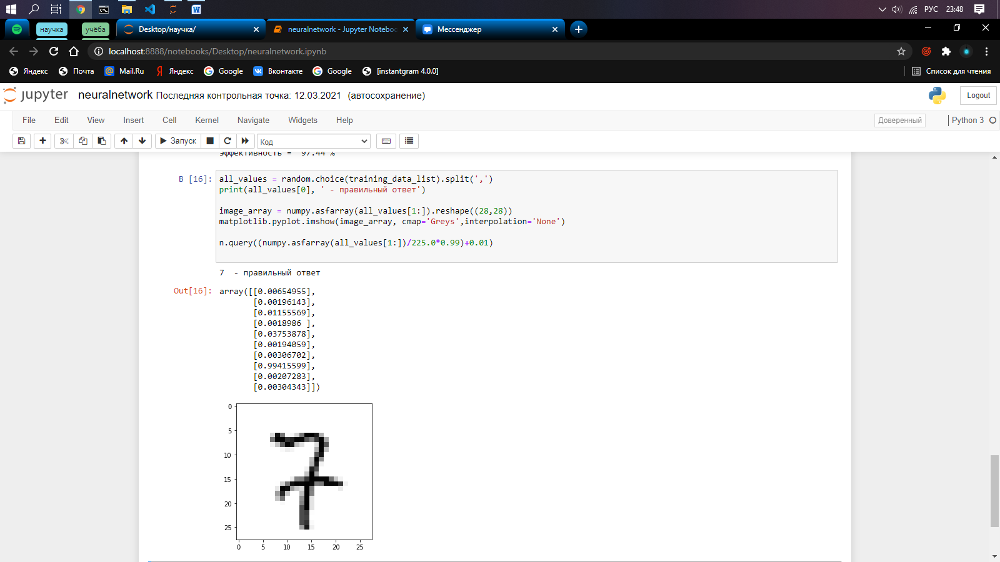 РУС 23:48
научка учёба Desktop/научка/ neuralnetwork - Jupyter Noteboo Мессенджер
localhost:8888/notebooks/Desktop/neuralnetwork.ipynb
Яндекс Почта Mail.Ru Яндекс Google Вконтакте Google [instantgram 4.0.0] Список для чтения
jupyter neuralnetwork Последняя контрольная точка: 12.03.2021 (автосохранение) Logout
File Edit View Insert Cell Kernel Navigate Widgets Help Доверенный Python 3
Запуск Код
эффективность = 97.44 %
В [16]: all_values = random.choice(training_data_list).split(',')
print(all_values[0], ' - правильный ответ')
image_array = numpy.asfarray(all_values[1:]).reshape((28,28))
matplotlib.pyplot.imshow(image_array, cmap='Greys',interpolation='None')
n.query((numpy.asfarray(all_values[1:])/225.0*0.99)+0.01)
7  - правильный ответ
Out[16]: array([[0.00654955],
[0.00196143],
[0.01155569],
[0.0018986 ],
[0.03753878],
[0.00194059],
[0.00306702],
[0.99415599],
[0.00207283],
[0.00304343]])
0
5
10
15
20
25
0 5 10 15 20 25